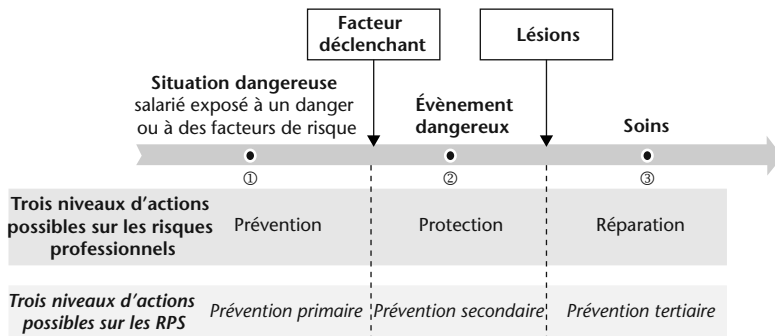 Facteur
déclenchant
Lésions
Situation dangereuse
salarié exposé à un danger
ou à des facteurs de risque
Évènement
dangereux
Soins
①
②
③
Trois niveaux d’actions
possibles sur les risques
professionnels
Prévention
Protection
Réparation
Trois niveaux d’actions
possibles sur les RPS
Prévention primaire
Prévention secondaire
Prévention tertiaire